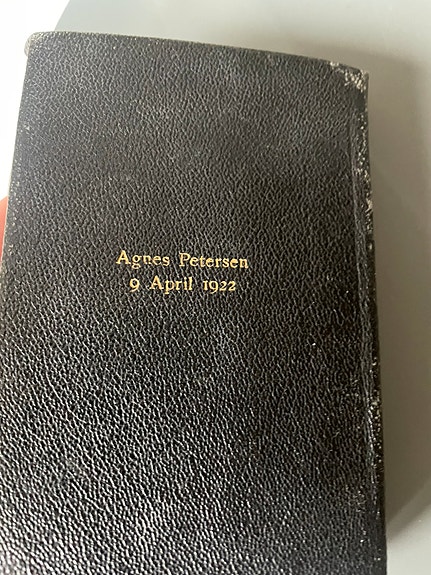 Agnes Petersen
9 April 1922